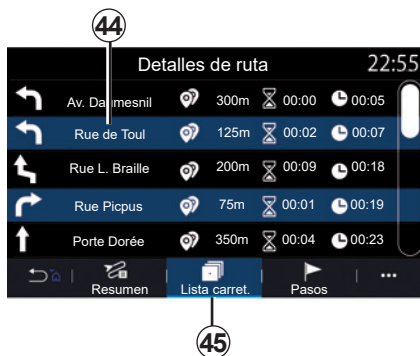 44
Detalles de ruta 22:55
Av. Daumesnil 300m 00:00 00:05
Rue de Toul 125m 00:02 00:07
Rue L. Braille 200m 00:09 00:18
Rue Picpus 75m 00:01 00:19
Porte Dorée 350m 00:04 00:23
Resumen Lista carret. Pasos
45